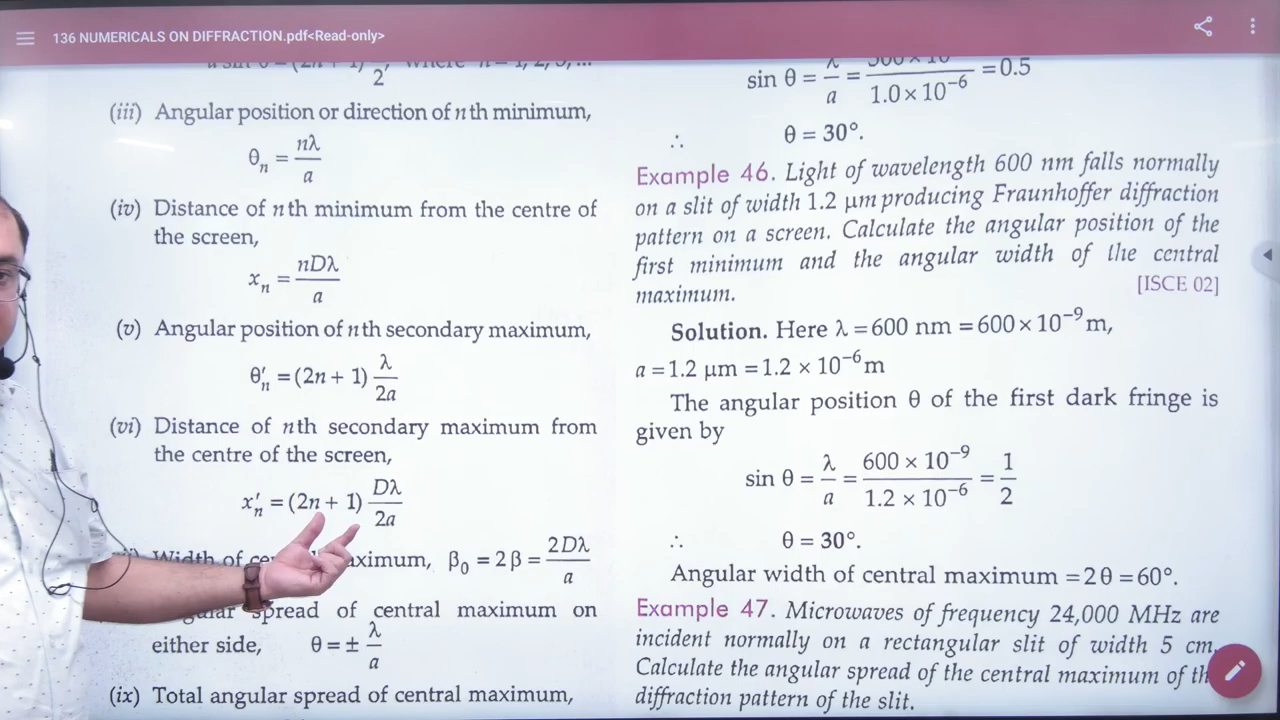 136 NUMERICALS ON DIFFRACTION.pdf<Read-only>
(iii) Angular position or direction of nth minimum,
θn = nλ/a
(iv) Distance of nth minimum from the centre of
the screen,
xn = nDλ/a
(v) Angular position of nth secondary maximum,
θ′n = (2n + 1) λ/2a
(vi) Distance of nth secondary maximum from
the centre of the screen,
x′n = (2n + 1) Dλ/2a
Width of maximum, β0 = 2β = 2Dλ/a
spread of central maximum on
either side, θ = ± λ/a
(ix) Total angular spread of central maximum,
sin θ = λ/a = /1.0 × 10⁻⁶ = 0.5
∴ θ = 30°.
Example 46. Light of wavelength 600 nm falls normally
on a slit of width 1.2 μm producing Fraunhoffer diffraction
pattern on a screen. Calculate the angular position of the
first minimum and the angular width of the central
maximum. [ISCE 02]
Solution. Here λ = 600 nm = 600 × 10⁻⁹ m,
a = 1.2 μm = 1.2 × 10⁻⁶ m
The angular position θ of the first dark fringe is
given by
sin θ = λ/a = 600 × 10⁻⁹/1.2 × 10⁻⁶ = 1/2
∴ θ = 30°.
Angular width of central maximum = 2θ = 60°.
Example 47. Microwaves of frequency 24,000 MHz are
incident normally on a rectangular slit of width 5 cm.
Calculate the angular spread of the central maximum of
diffraction pattern of the slit.